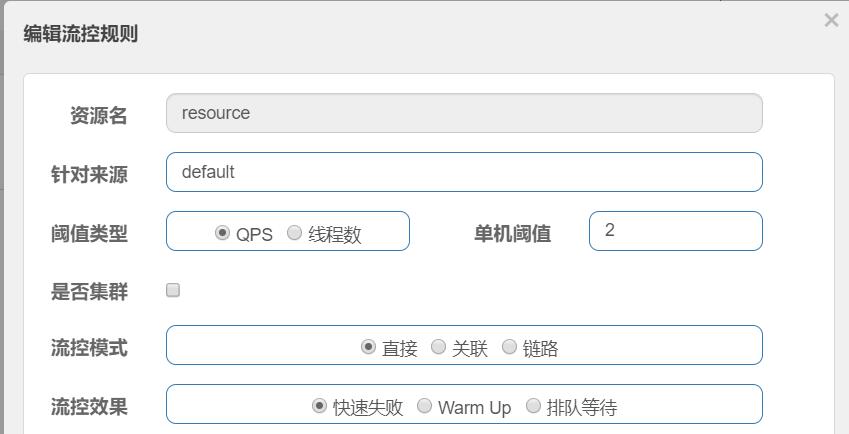 编辑流控规则 ×
资源名 resource
针对来源 default
阈值类型 QPS 线程数 单机阈值 2
是否集群
流控模式 直接 关联 链路
流控效果 快速失败 Warm Up 排队等待